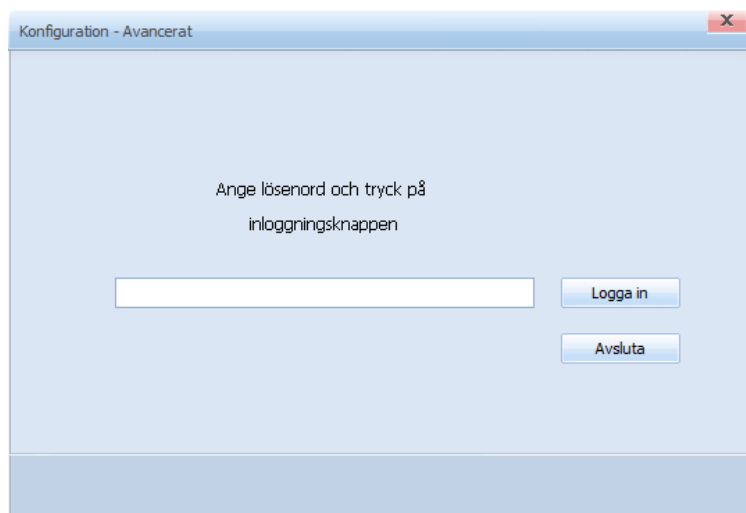 Konfiguration - Avancerat
Ange lösenord och tryck på
inloggningsknappen
Logga in
Avsluta